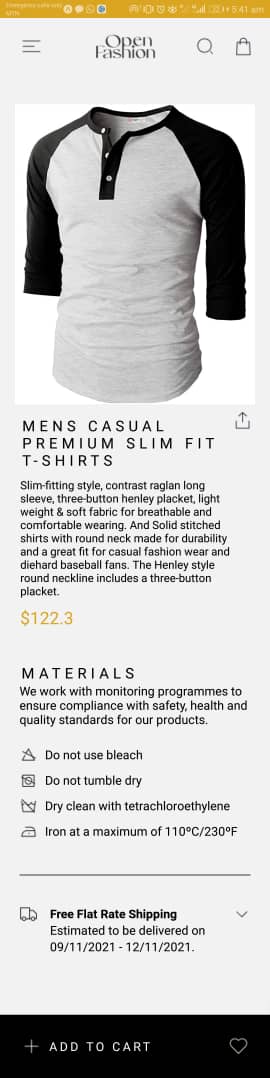 Emergency calls only
MTN
5:41 am
Open
Fashion
MENS CASUAL
PREMIUM SLIM FIT
T-SHIRTS
Slim-fitting style, contrast raglan long
sleeve, three-button henley placket, light
weight & soft fabric for breathable and
comfortable wearing. And Solid stitched
shirts with round neck made for durability
and a great fit for casual fashion wear and
diehard baseball fans. The Henley style
round neckline includes a three-button
placket.
$122.3
MATERIALS
We work with monitoring programmes to
ensure compliance with safety, health and
quality standards for our products.
Do not use bleach
Do not tumble dry
Dry clean with tetrachloroethylene
Iron at a maximum of 110ºC/230ºF
Free Flat Rate Shipping
Estimated to be delivered on
09/11/2021 - 12/11/2021.
ADD TO CART